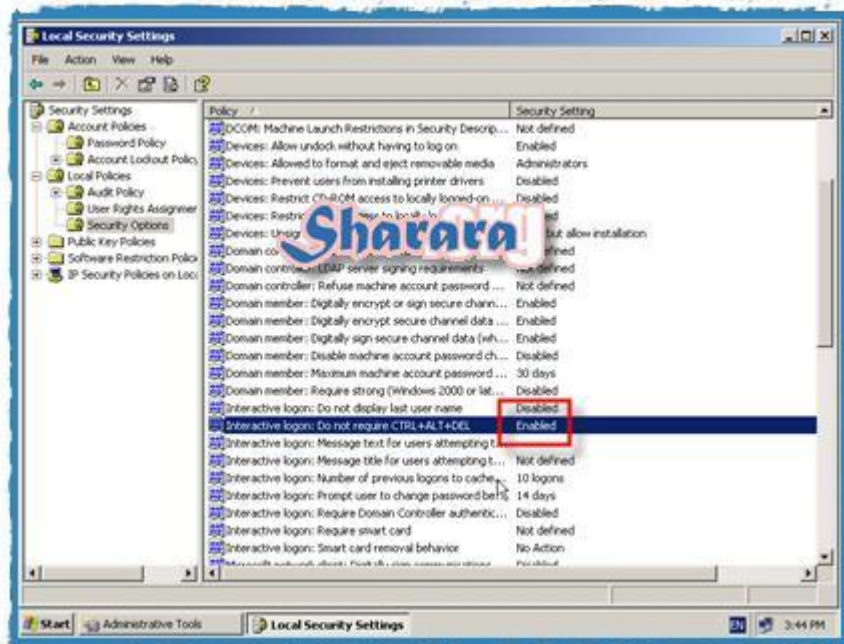 Local Security Settings
File Action View Help
Security Settings
Account Policies
Password Policy
Account Lockout Policy
Local Policies
Audit Policy
User Rights Assignmer
Security Options
Public Key Policies
Software Restriction Police
IP Security Policies on Loca
Policy Security Setting
DCOM: Machine Launch Restrictions in Security Descrip... Not defined
Devices: Allow undock without having to log on Enabled
Devices: Allowed to format and eject removable media Administrators
Devices: Prevent users from installing printer drivers Disabled
Devices: Restrict CD-ROM access to locally logged-on... Disabled
Devices: Restric
Devices: Unsig but allow installation
Domain co
Domain controller: LDAP server signing requirements Not defined
Domain controller: Refuse machine account password ... Not defined
Domain member: Digitally encrypt or sign secure chann... Enabled
Domain member: Digitally encrypt secure channel data ... Enabled
Domain member: Digitally sign secure channel data (wh... Enabled
Domain member: Disable machine account password ch... Disabled
Domain member: Maximum machine account password ... 30 days
Domain member: Require strong (Windows 2000 or lat... Disabled
Interactive logon: Do not display last user name Disabled
Interactive logon: Do not require CTRL+ALT+DEL Enabled
Interactive logon: Message text for users attempting t...
Interactive logon: Message title for users attempting t... Not defined
Interactive logon: Number of previous logons to cache... 10 logons
Interactive logon: Prompt user to change password be 14 days
Interactive logon: Require Domain Controller authentic... Disabled
Interactive logon: Require smart card Not defined
Interactive logon: Smart card removal behavior No Action
Sharara.org
Start Administrative Tools Local Security Settings EN 3:44 PM